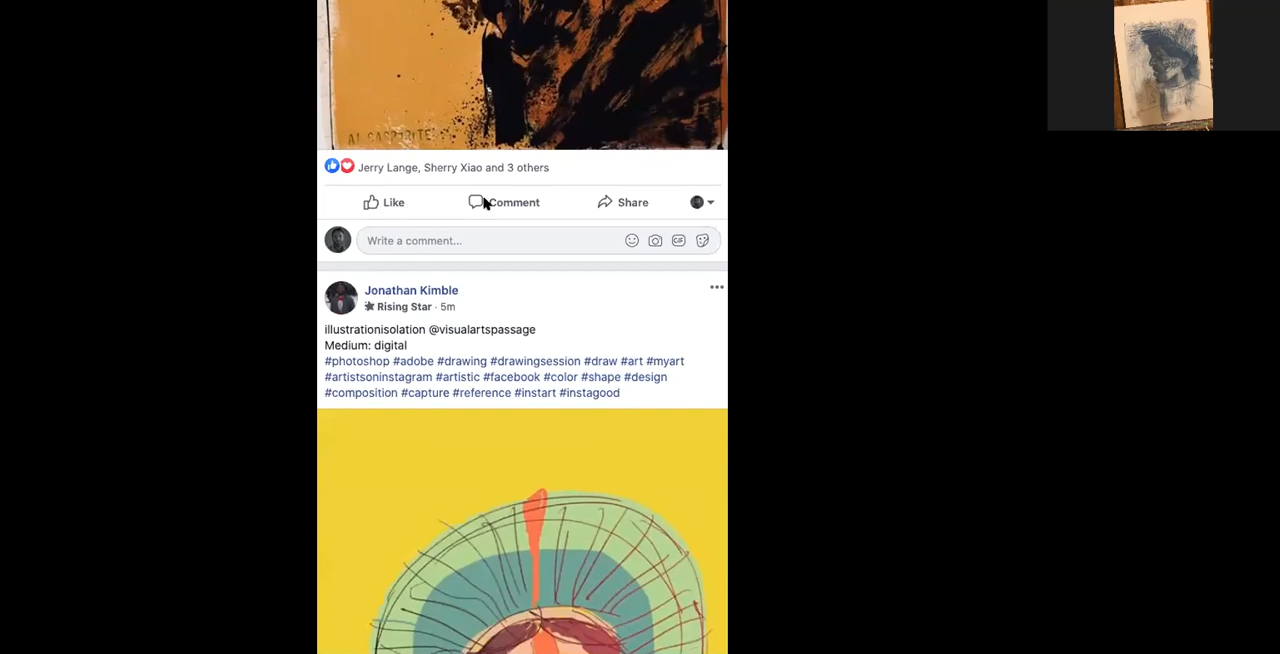 Jerry Lange, Sherry Xiao and 3 others
Like Comment Share
Write a comment...
GIF
Jonathan Kimble
Rising Star · 5m
illustrationisolation @visualartspassage
Medium: digital
#photoshop #adobe #drawing #drawingsession #draw #art #myart
#artistsoninstagram #artistic #facebook #color #shape #design
#composition #capture #reference #instart #instagood